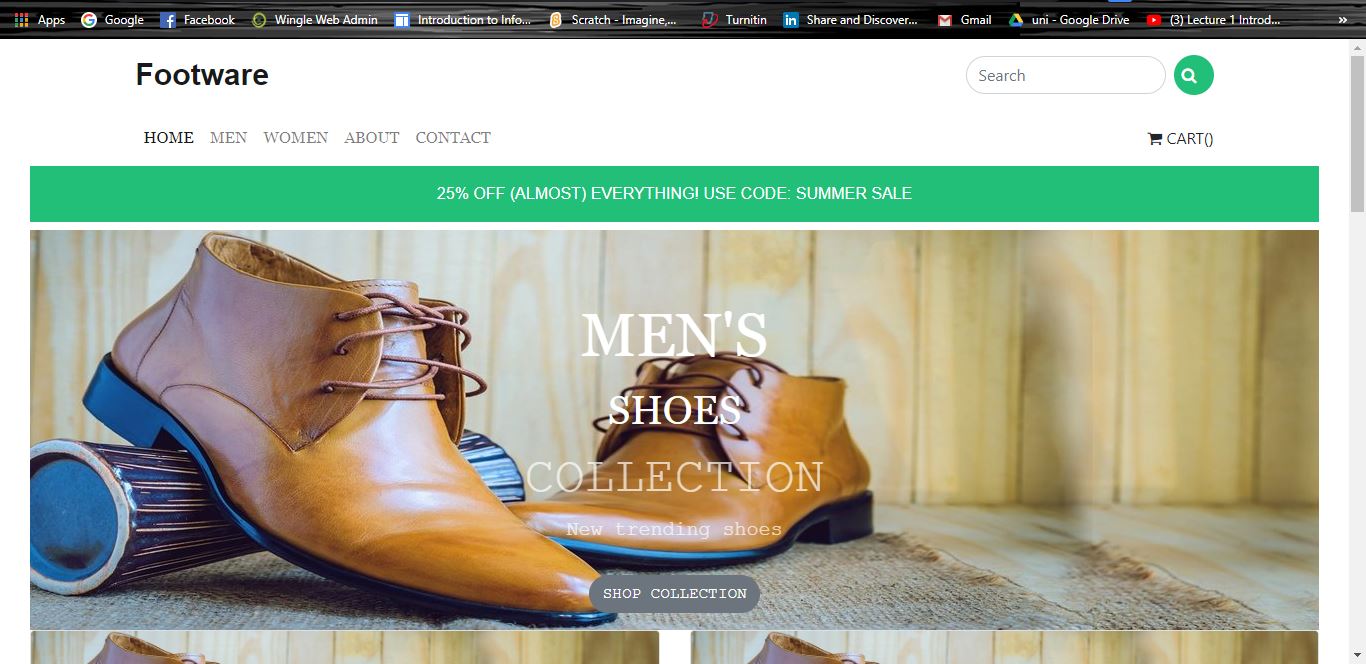 Apps Google Facebook Wingle Web Admin Introduction to Info... Scratch - Imagine,... Turnitin Share and Discover... Gmail uni - Google Drive (3) Lecture 1 Introd... »
Footware
Search
HOME MEN WOMEN ABOUT CONTACT
CART()
25% OFF (ALMOST) EVERYTHING! USE CODE: SUMMER SALE
MEN'S
SHOES
COLLECTION
New trending shoes
SHOP COLLECTION